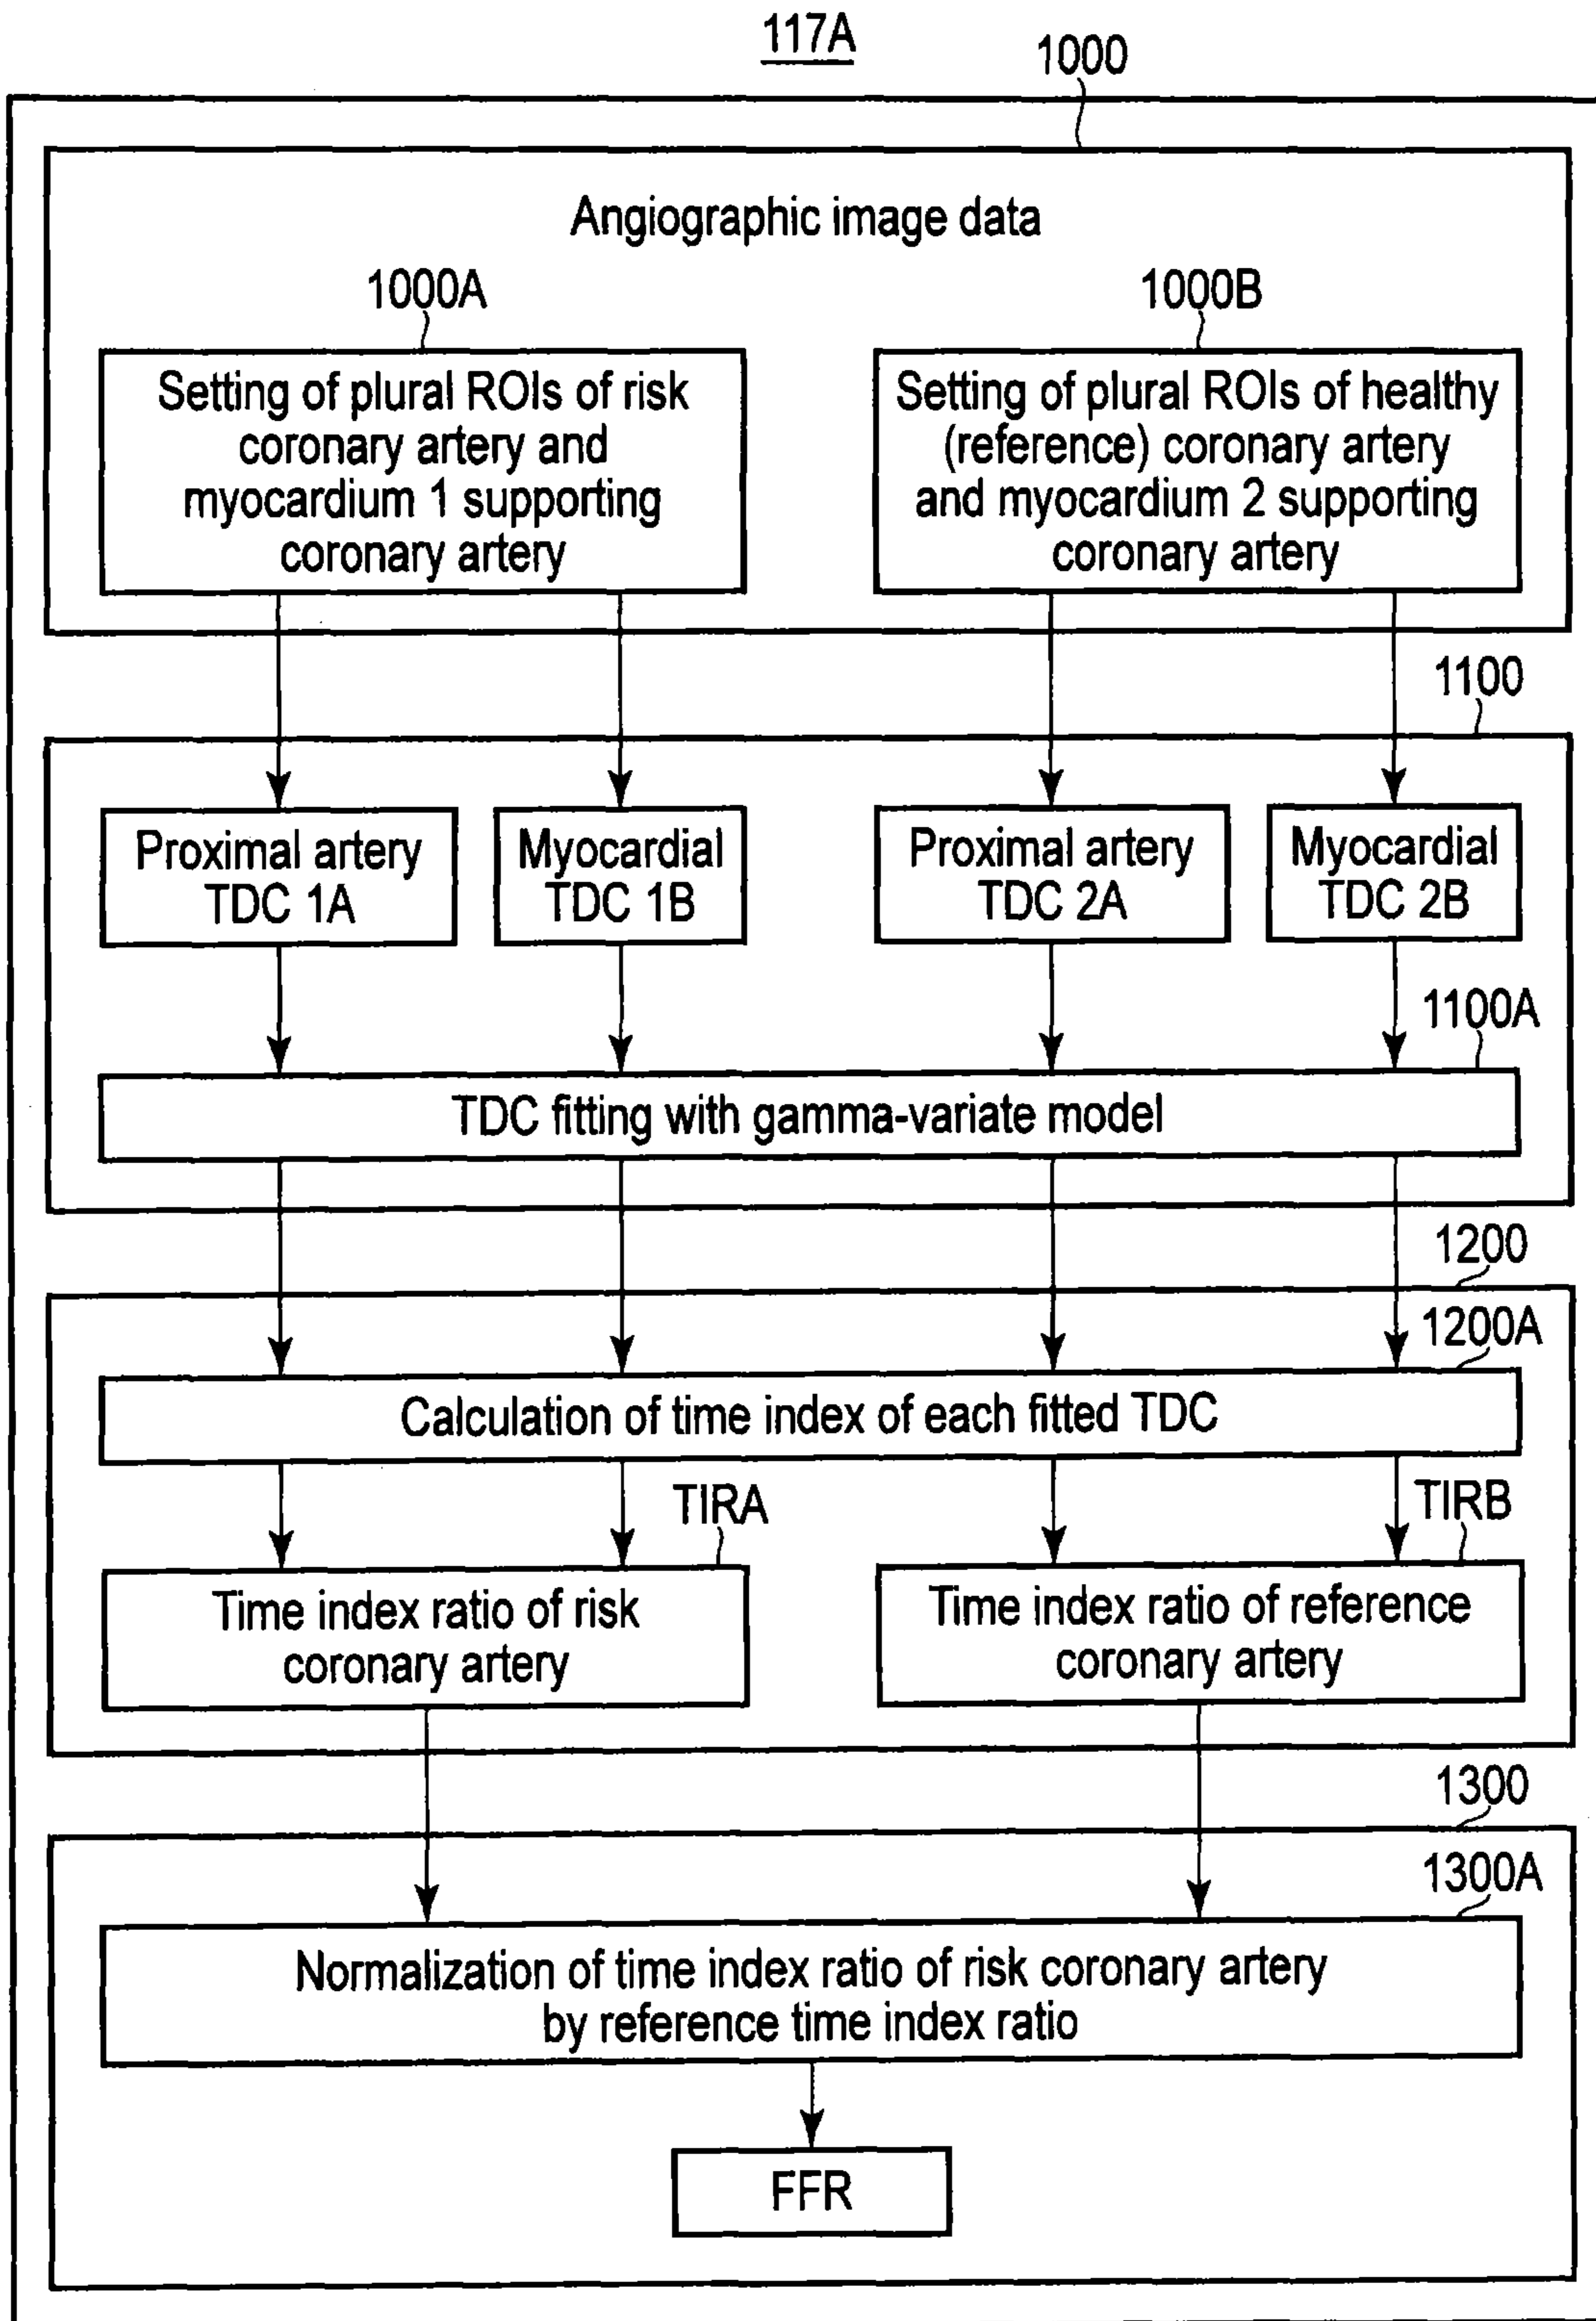 117A
1000
Angiographic image data
1000A
1000B
Setting of plural ROIs of risk
coronary artery and
myocardium 1 supporting
coronary artery
Setting of plural ROIs of healthy
(reference) coronary artery
and myocardium 2 supporting
coronary artery
1100
Proximal artery
TDC 1A
Myocardial
TDC 1B
Proximal artery
TDC 2A
Myocardial
TDC 2B
1100A
TDC fitting with gamma-variate model
1200
1200A
Calculation of time index of each fitted TDC
TIRA
TIRB
Time index ratio of risk
coronary artery
Time index ratio of reference
coronary artery
1300
1300A
Normalization of time index ratio of risk coronary artery
by reference time index ratio
FFR